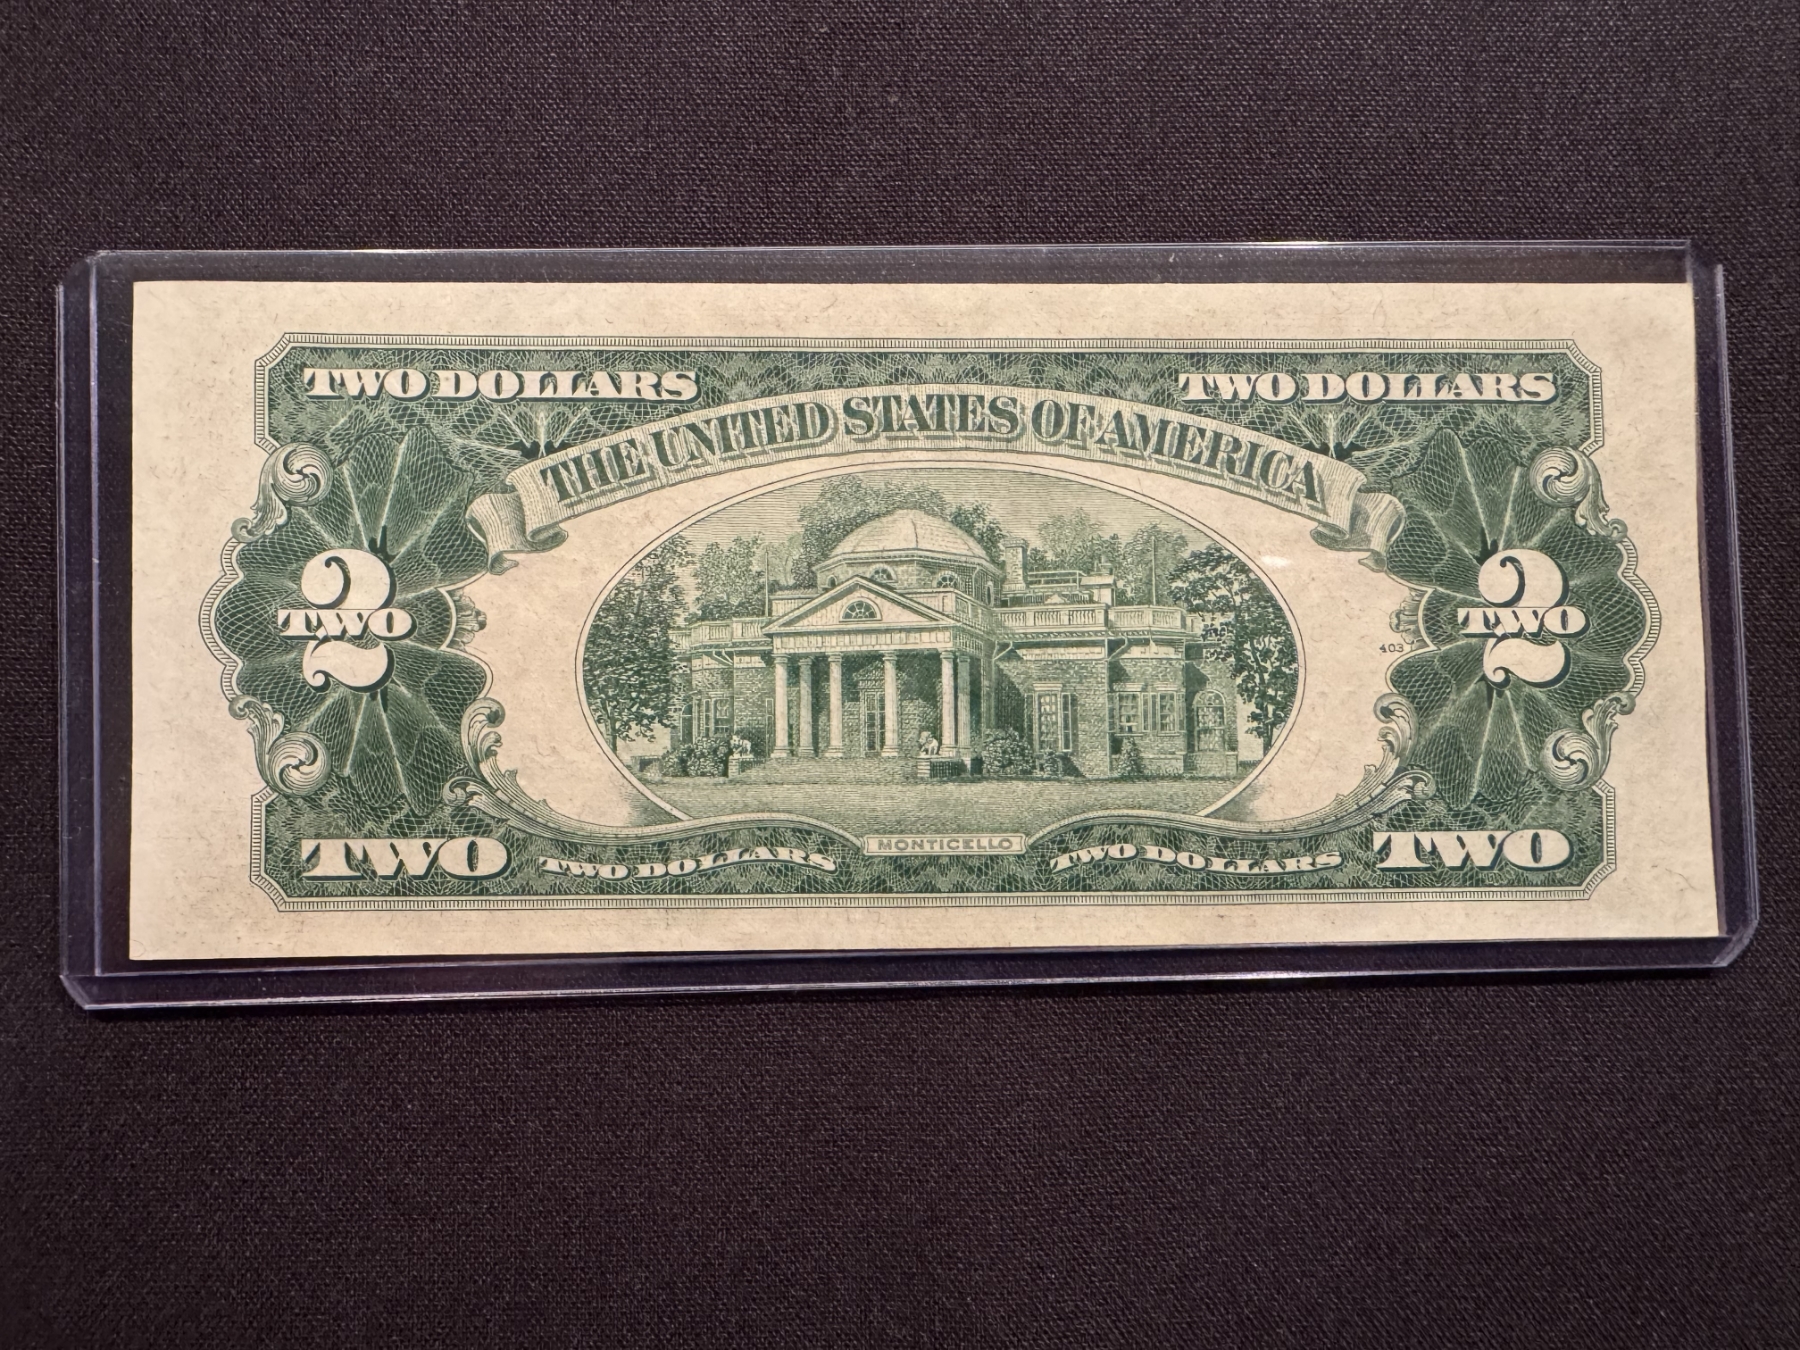 TWO DOLLARS
TWO DOLLARS
THE UNITED STATES OF AMERICA
2
TWO
2
TWO
403
MONTICELLO
TWO
TWO DOLLARS
TWO DOLLARS
TWO